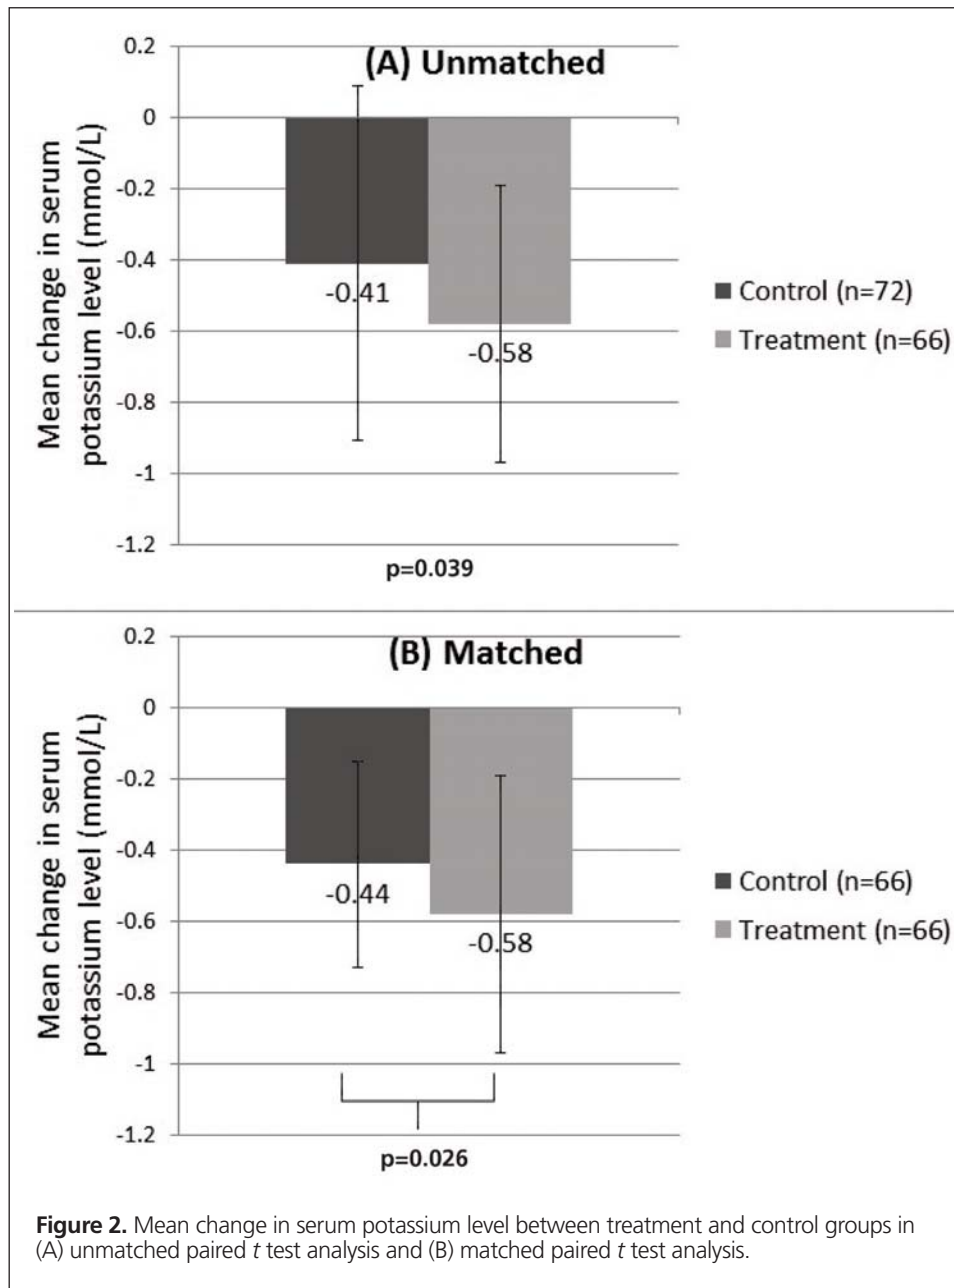 (A) Unmatched
0.2
0
-0.2
-0.4
-0.6
-0.8
-1
-1.2
Mean change in serum
potassium level (mmol/L)
-0.41
-0.58
Control (n=72)
Treatment (n=66)
p=0.039
(B) Matched
0.2
0
-0.2
-0.4
-0.6
-0.8
-1
-1.2
Mean change in serum
potassium level (mmol/L)
-0.44
-0.58
Control (n=66)
Treatment (n=66)
p=0.026
Figure 2. Mean change in serum potassium level between treatment and control groups in
(A) unmatched paired t test analysis and (B) matched paired t test analysis.